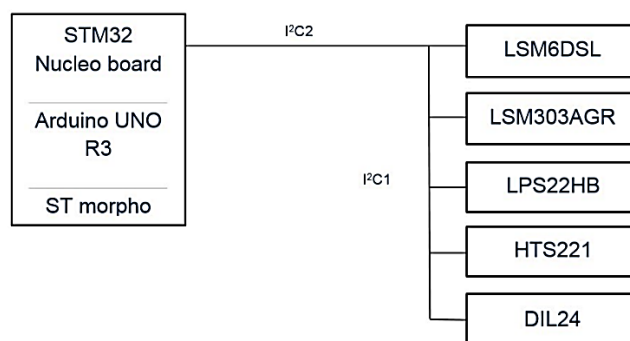 STM32
Nucleo board
Arduino UNO
R3
ST morpho
I²C2
I²C1
LSM6DSL
LSM303AGR
LPS22HB
HTS221
DIL24